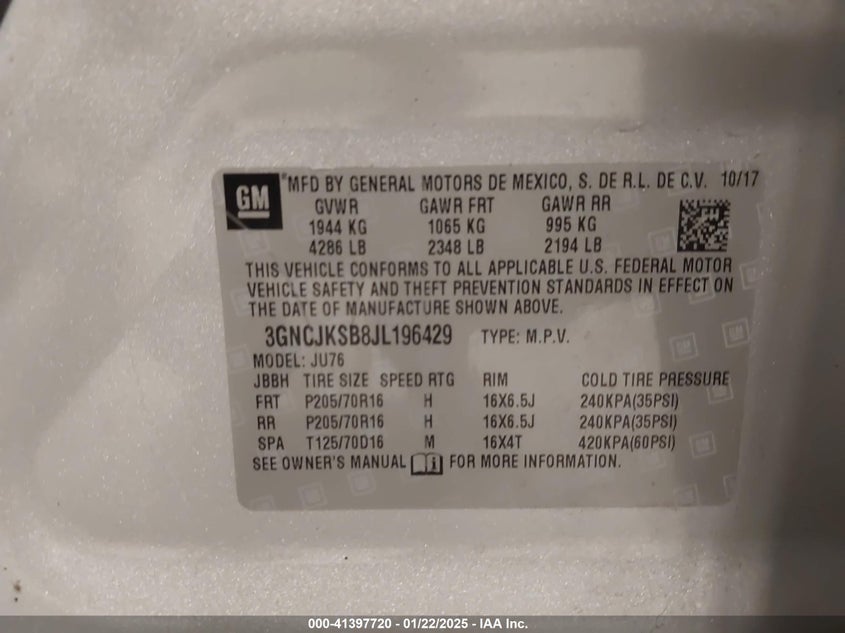 GM
®MFD BY GENERAL MOTORS DE MEXICO, S. DE R.L. DE C.V. 10/17
GVWR GAWR FRT GAWR RR
1944 KG 1065 KG 995 KG
4286 LB 2348 LB 2194 LB
THIS VEHICLE CONFORMS TO ALL APPLICABLE U.S. FEDERAL MOTOR
VEHICLE SAFETY AND THEFT PREVENTION STANDARDS IN EFFECT ON
THE DATE OF MANUFACTURE SHOWN ABOVE.
3GNCJKSB8JL196429 TYPE: M.P.V.
MODEL: JU76
JBBH TIRE SIZE SPEED RTG RIM COLD TIRE PRESSURE
FRT P205/70R16 H 16X6.5J 240KPA(35PSI)
RR P205/70R16 H 16X6.5J 240KPA(35PSI)
SPA T125/70D16 M 16X4T 420KPA(60PSI)
SEE OWNER'S MANUAL FOR MORE INFORMATION.
000-41397720 — 01/22/2025 — IAA Inc.